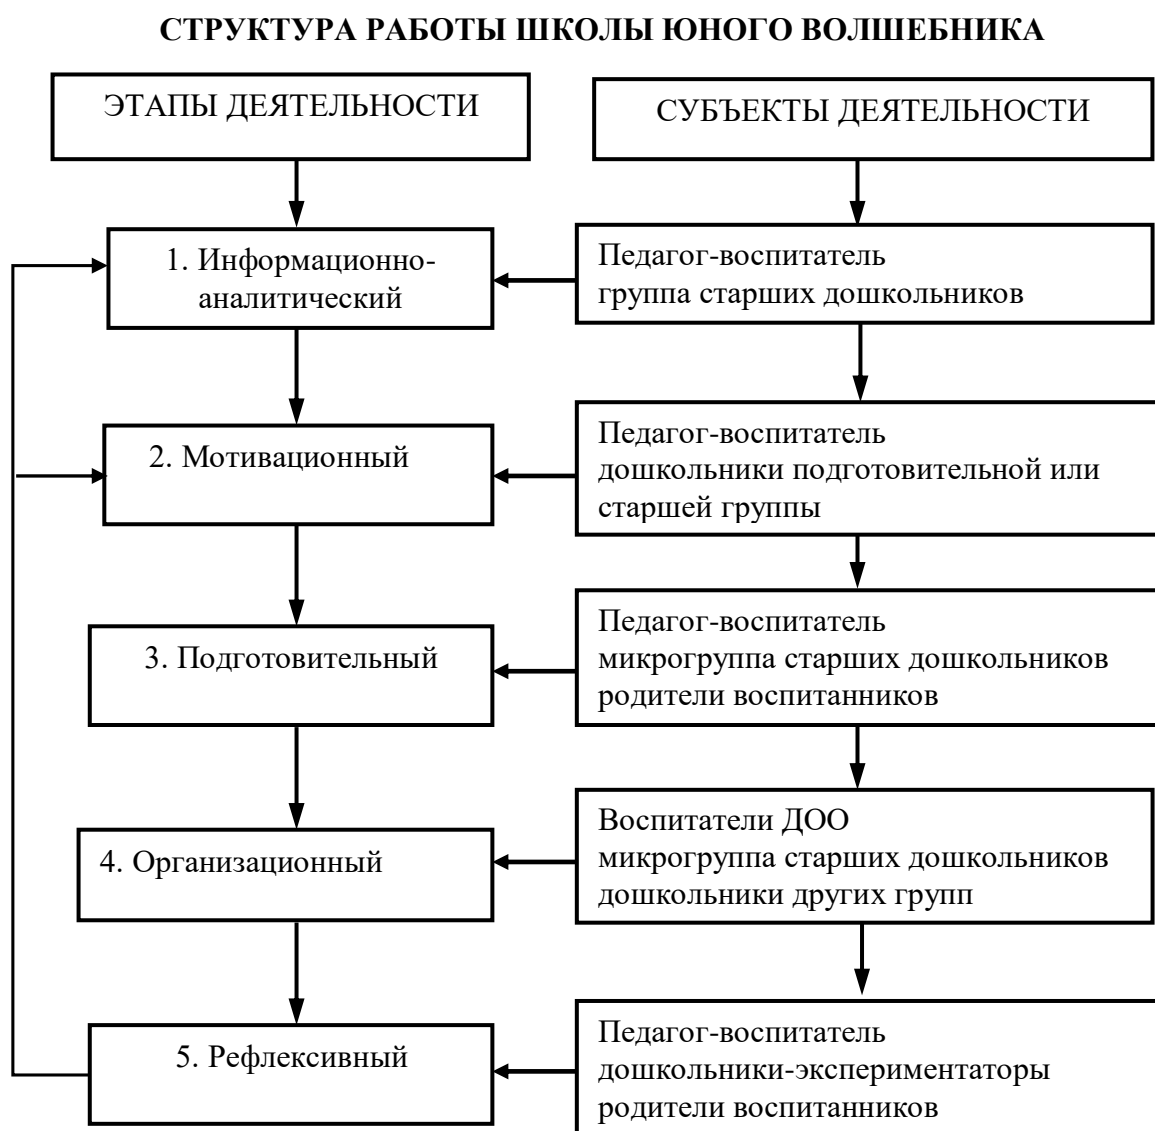 СТРУКТУРА РАБОТЫ ШКОЛЫ ЮНОГО ВОЛШЕБНИКА
ЭТАПЫ ДЕЯТЕЛЬНОСТИ
СУБЪЕКТЫ ДЕЯТЕЛЬНОСТИ
1. Информационно-
аналитический
Педагог-воспитатель
группа старших дошкольников
2. Мотивационный
Педагог-воспитатель
дошкольники подготовительной или
старшей группы
3. Подготовительный
Педагог-воспитатель
микрогруппа старших дошкольников
родители воспитанников
4. Организационный
Воспитатели ДОО
микрогруппа старших дошкольников
дошкольники других групп
5. Рефлексивный
Педагог-воспитатель
дошкольники-экспериментаторы
родители воспитанников